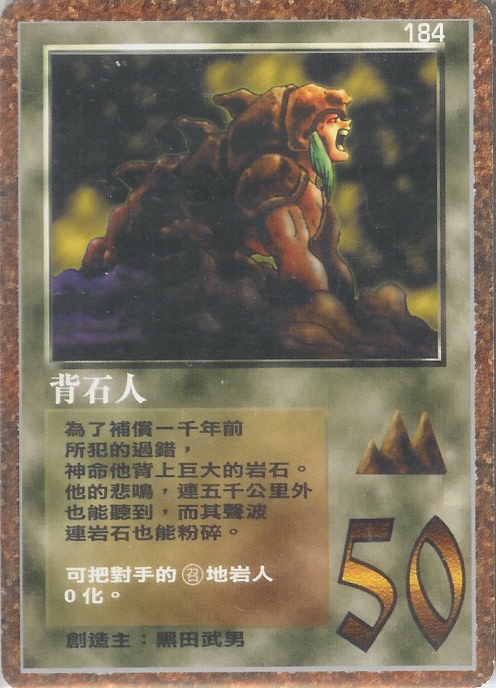 184
背石人
為了補償一千年前
所犯的過錯，
神命他背上巨大的岩石。
他的悲鳴，連五千公里外
也能聽到，而其聲波
連岩石也能粉碎。
可把對手的㊁地岩人
0化。
50
創造主：黑田武男